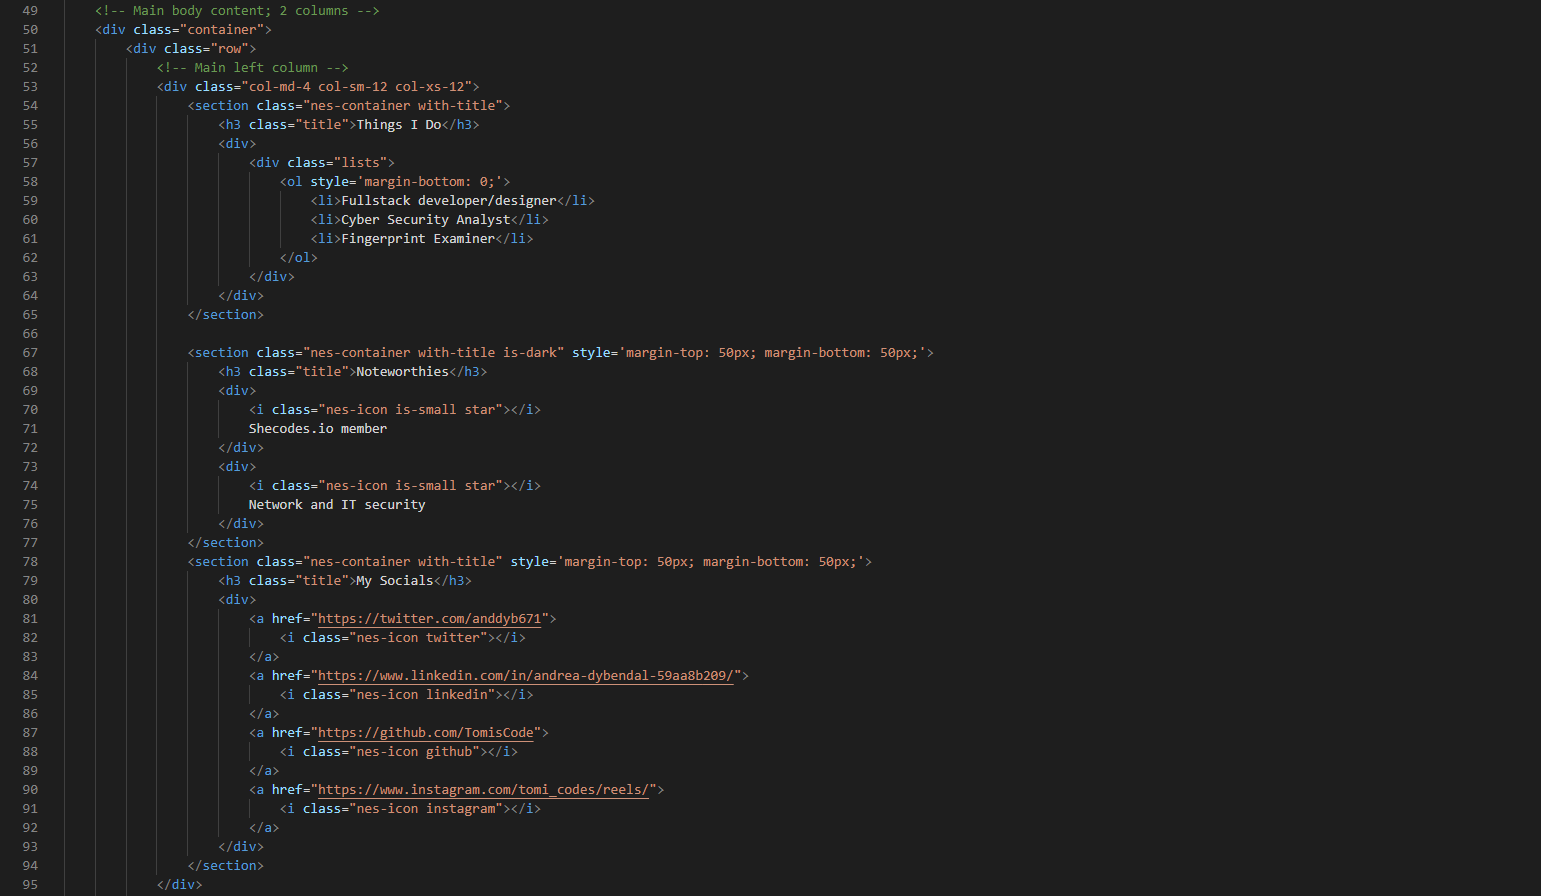 49 <!-- Main body content; 2 columns -->
50 <div class="container">
51 <div class="row">
52 <!-- Main left column -->
53 <div class="col-md-4 col-sm-12 col-xs-12">
54 <section class="nes-container with-title">
55 <h3 class="title">Things I Do</h3>
56 <div>
57 <div class="lists">
58 <ol style='margin-bottom: 0;'>
59 <li>Fullstack developer/designer</li>
60 <li>Cyber Security Analyst</li>
61 <li>Fingerprint Examiner</li>
62 </ol>
63 </div>
64 </div>
65 </section>
66
67 <section class="nes-container with-title is-dark" style='margin-top: 50px; margin-bottom: 50px;'>
68 <h3 class="title">Noteworthies</h3>
69 <div>
70 <i class="nes-icon is-small star"></i>
71 Shecodes.io member
72 </div>
73 <div>
74 <i class="nes-icon is-small star"></i>
75 Network and IT security
76 </div>
77 </section>
78 <section class="nes-container with-title" style='margin-top: 50px; margin-bottom: 50px;'>
79 <h3 class="title">My Socials</h3>
80 <div>
81 <a href="https://twitter.com/anddyb671">
82 <i class="nes-icon twitter"></i>
83 </a>
84 <a href="https://www.linkedin.com/in/andrea-dybendal-59aa8b209/">
85 <i class="nes-icon linkedin"></i>
86 </a>
87 <a href="https://github.com/TomisCode">
88 <i class="nes-icon github"></i>
89 </a>
90 <a href="https://www.instagram.com/tomi_codes/reels/">
91 <i class="nes-icon instagram"></i>
92 </a>
93 </div>
94 </section>
95 </div>